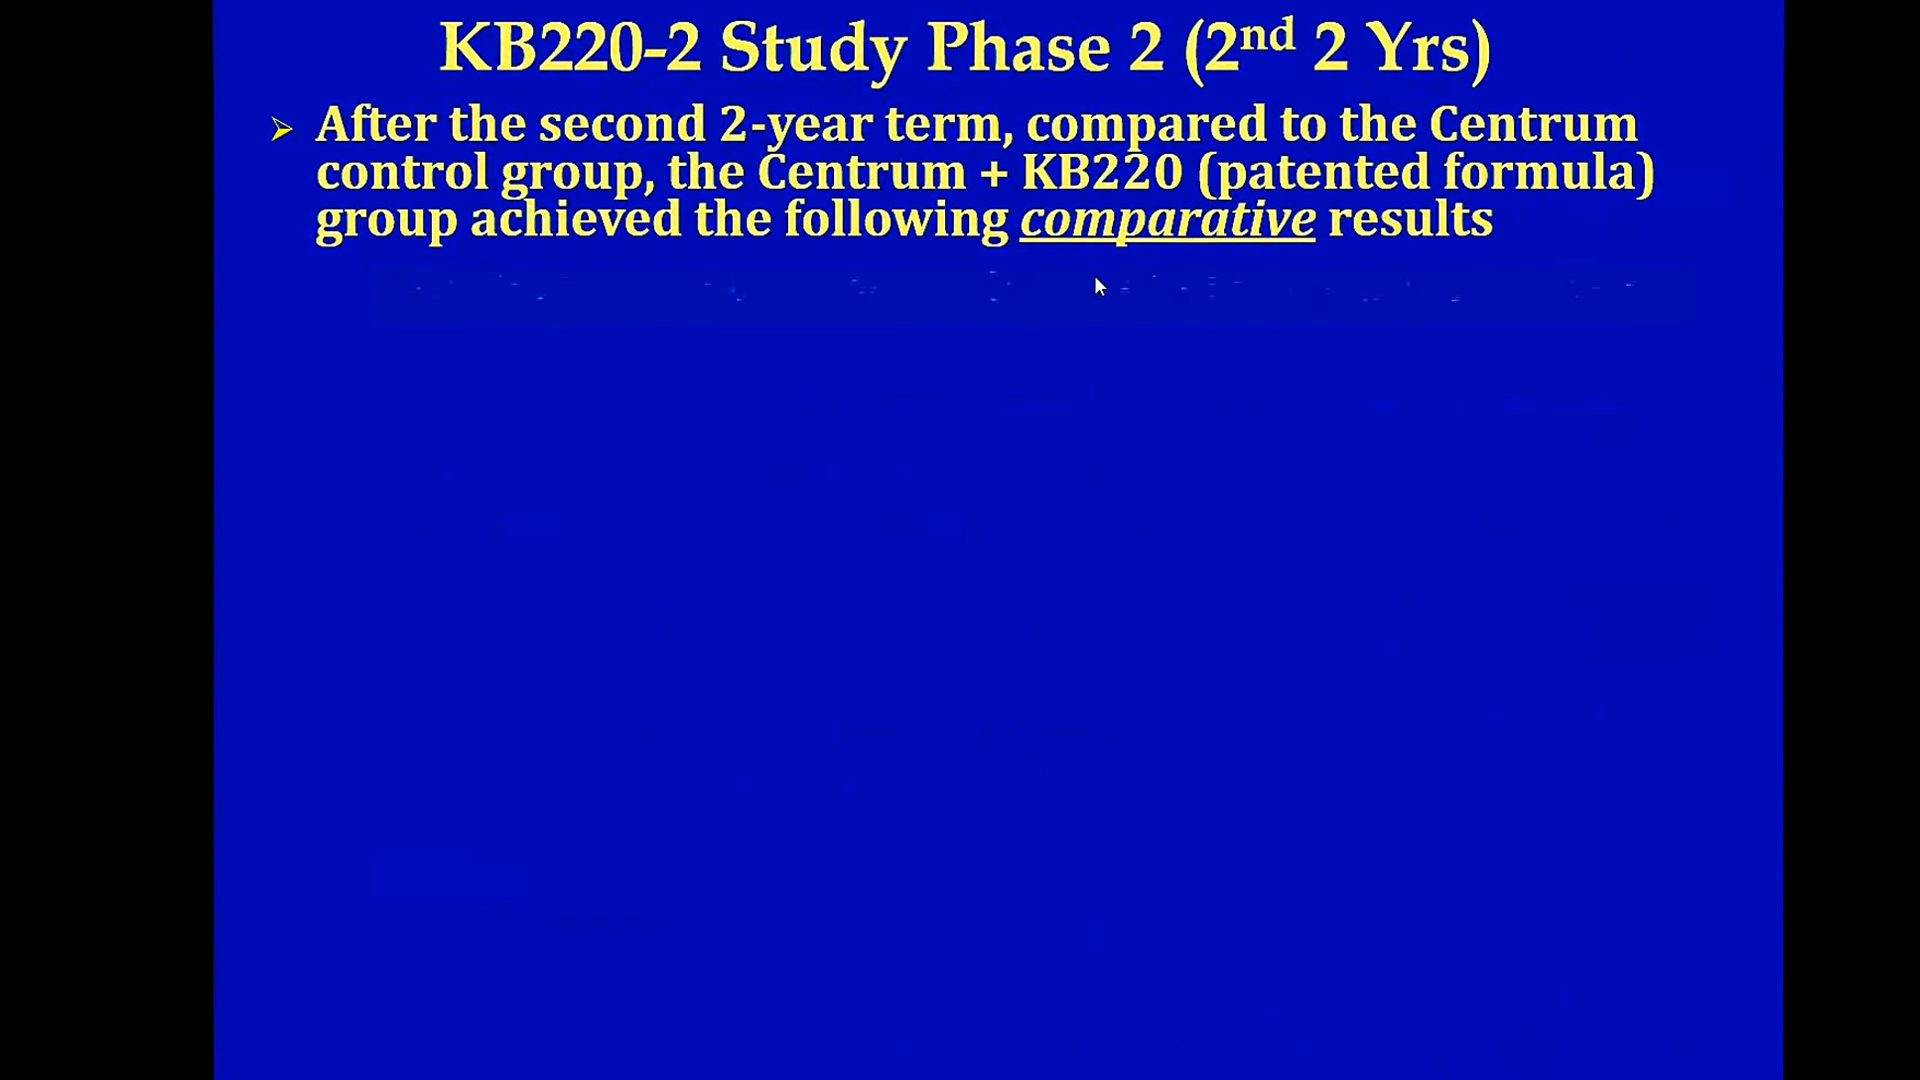 KB220-2 Study Phase 2 (2nd 2 Yrs)
After the second 2-year term, compared to the Centrum
control group, the Centrum + KB220 (patented formula)
group achieved the following comparative results